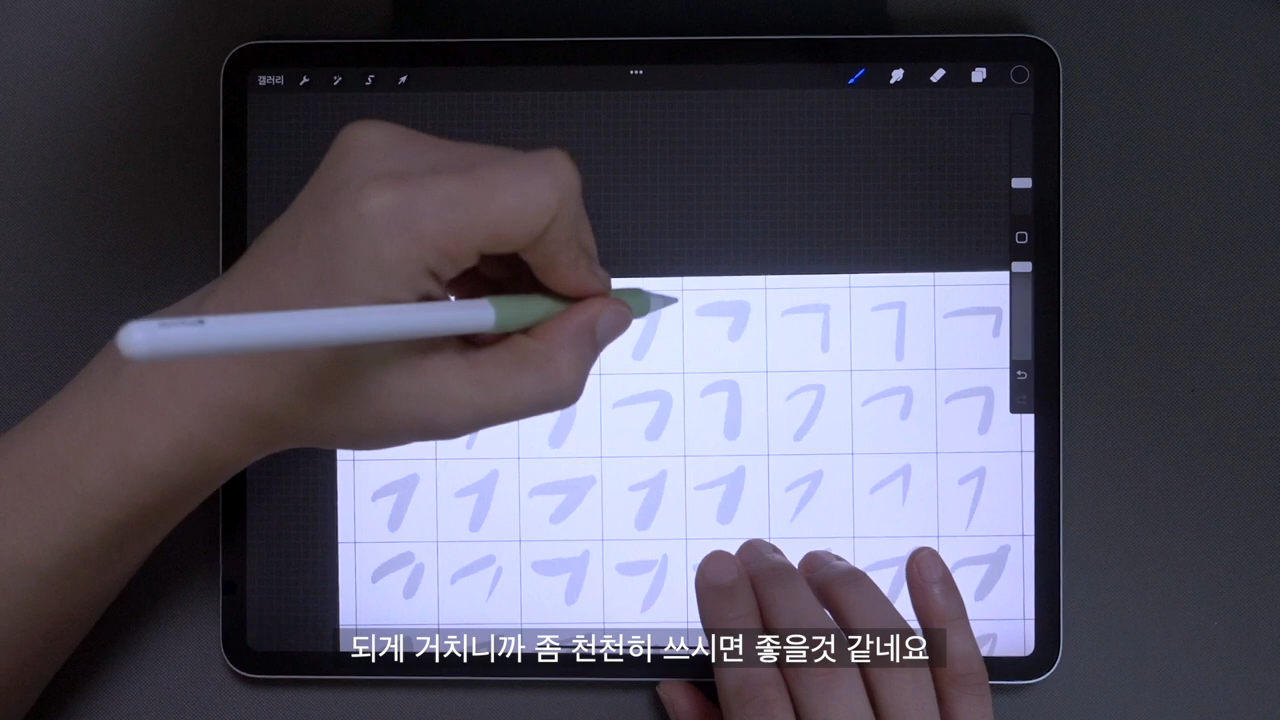 갤러리
ㄱ ㄱ ㄱ ㄱ
ㄱ ㄱ ㄱ ㄱ ㄱ
ㄱ ㄱ ㄱ ㄱ ㄱ ㄱ ㄱ ㄱ
ㄱ ㄱ ㄱ ㄱ
되게 거치니까 좀 천천히 쓰시면 좋을것 같네요